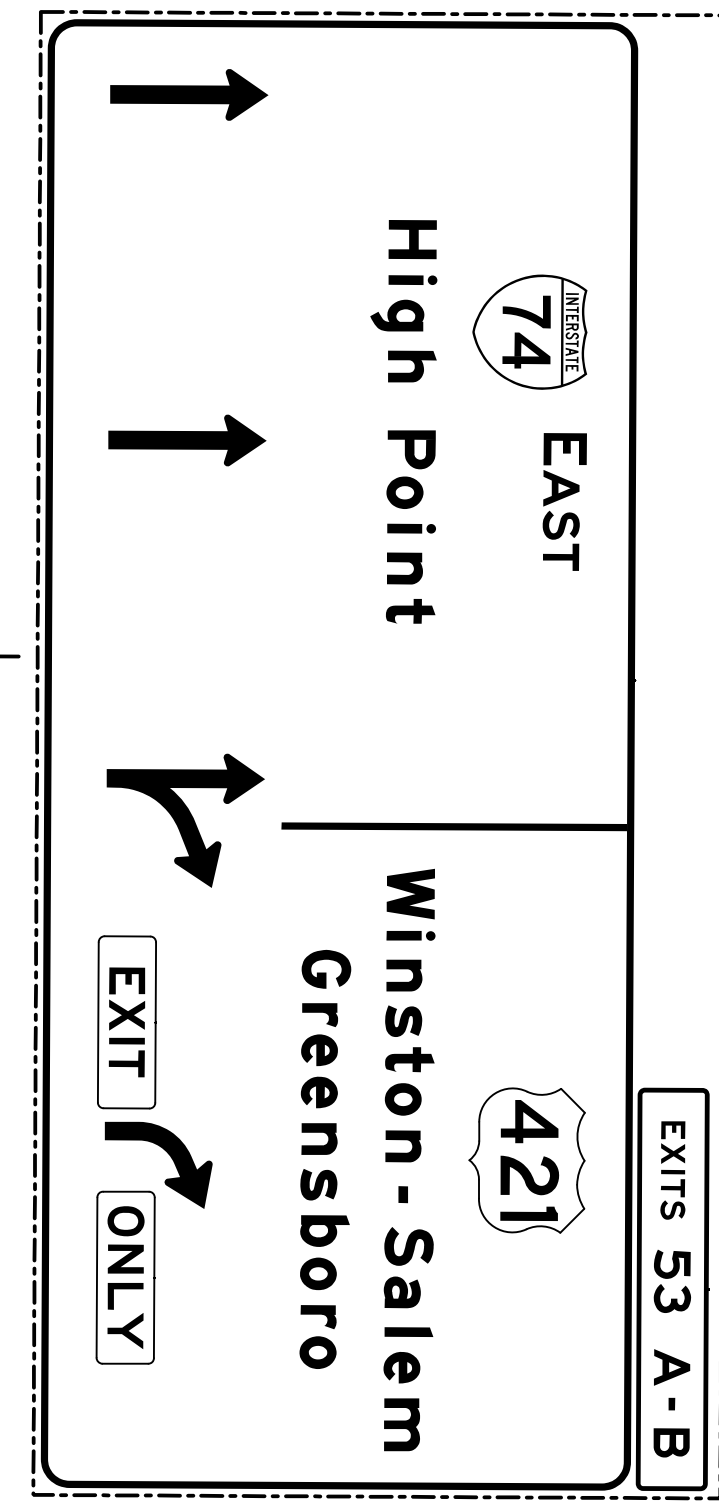 EXITS 53 A-B
INTERSTATE
74
EAST
High Point
421
Winston-Salem
Greensboro
EXIT
ONLY